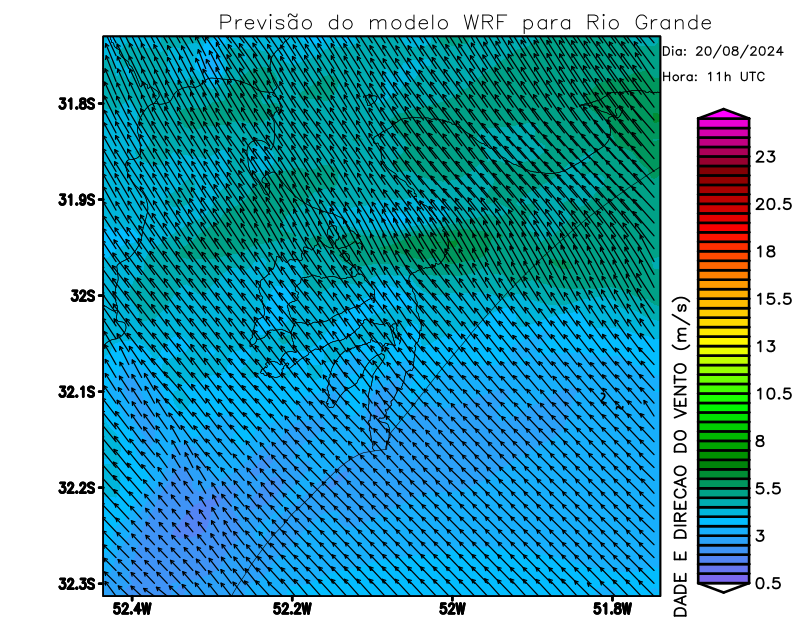 Previsão do modelo WRF para Rio Grande
Dia: 20/08/2024
Hora: 11h UTC
31.8S
31.9S
32S
32.1S
32.2S
32.3S
52.4W
52.2W
52W
51.8W
23
20.5
18
15.5
13
10.5
8
5.5
3
0.5
DADE E DIRECAO DO VENTO (m/s)